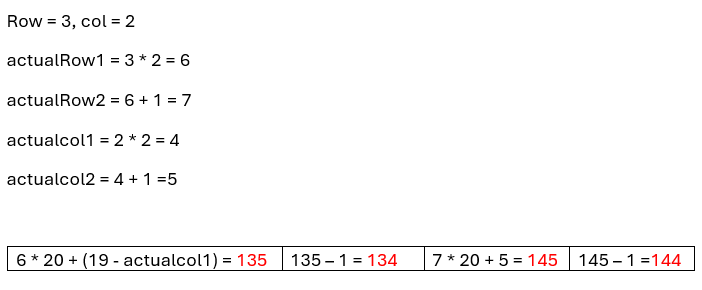 Row = 3, col = 2
actualRow1 = 3 * 2 = 6
actualRow2 = 6 + 1 = 7
actualcol1 = 2 * 2 = 4
actualcol2 = 4 + 1 =5
6 * 20 + (19 - actualcol1) = 135 135 – 1 = 134 7 * 20 + 5 = 145 145 – 1 =144